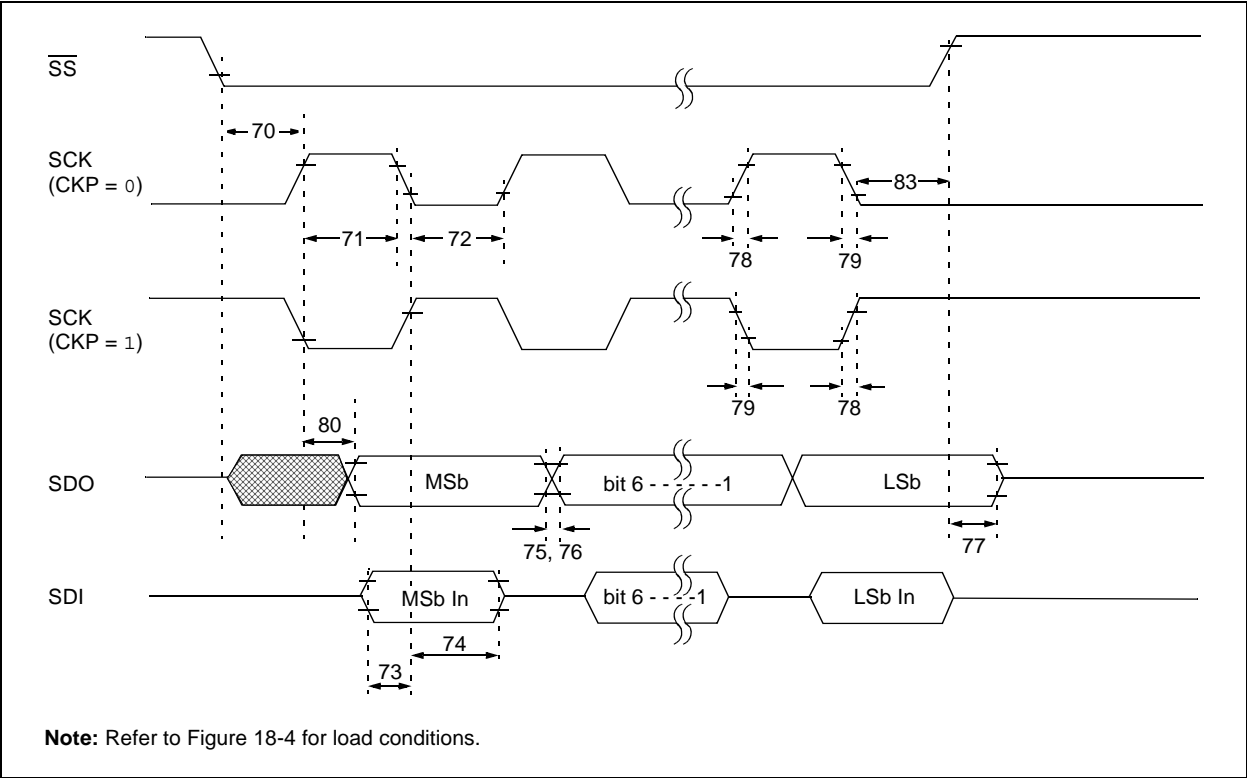 SS
70
SCK
(CKP = 0)
83
71
72
78
79
SCK
(CKP = 1)
79
78
80
SDO
MSb
bit 6 - - - - - - -1
LSb
75, 76
77
SDI
MSb In
bit 6 - - - -1
LSb In
74
73
Note: Refer to Figure 18-4 for load conditions.